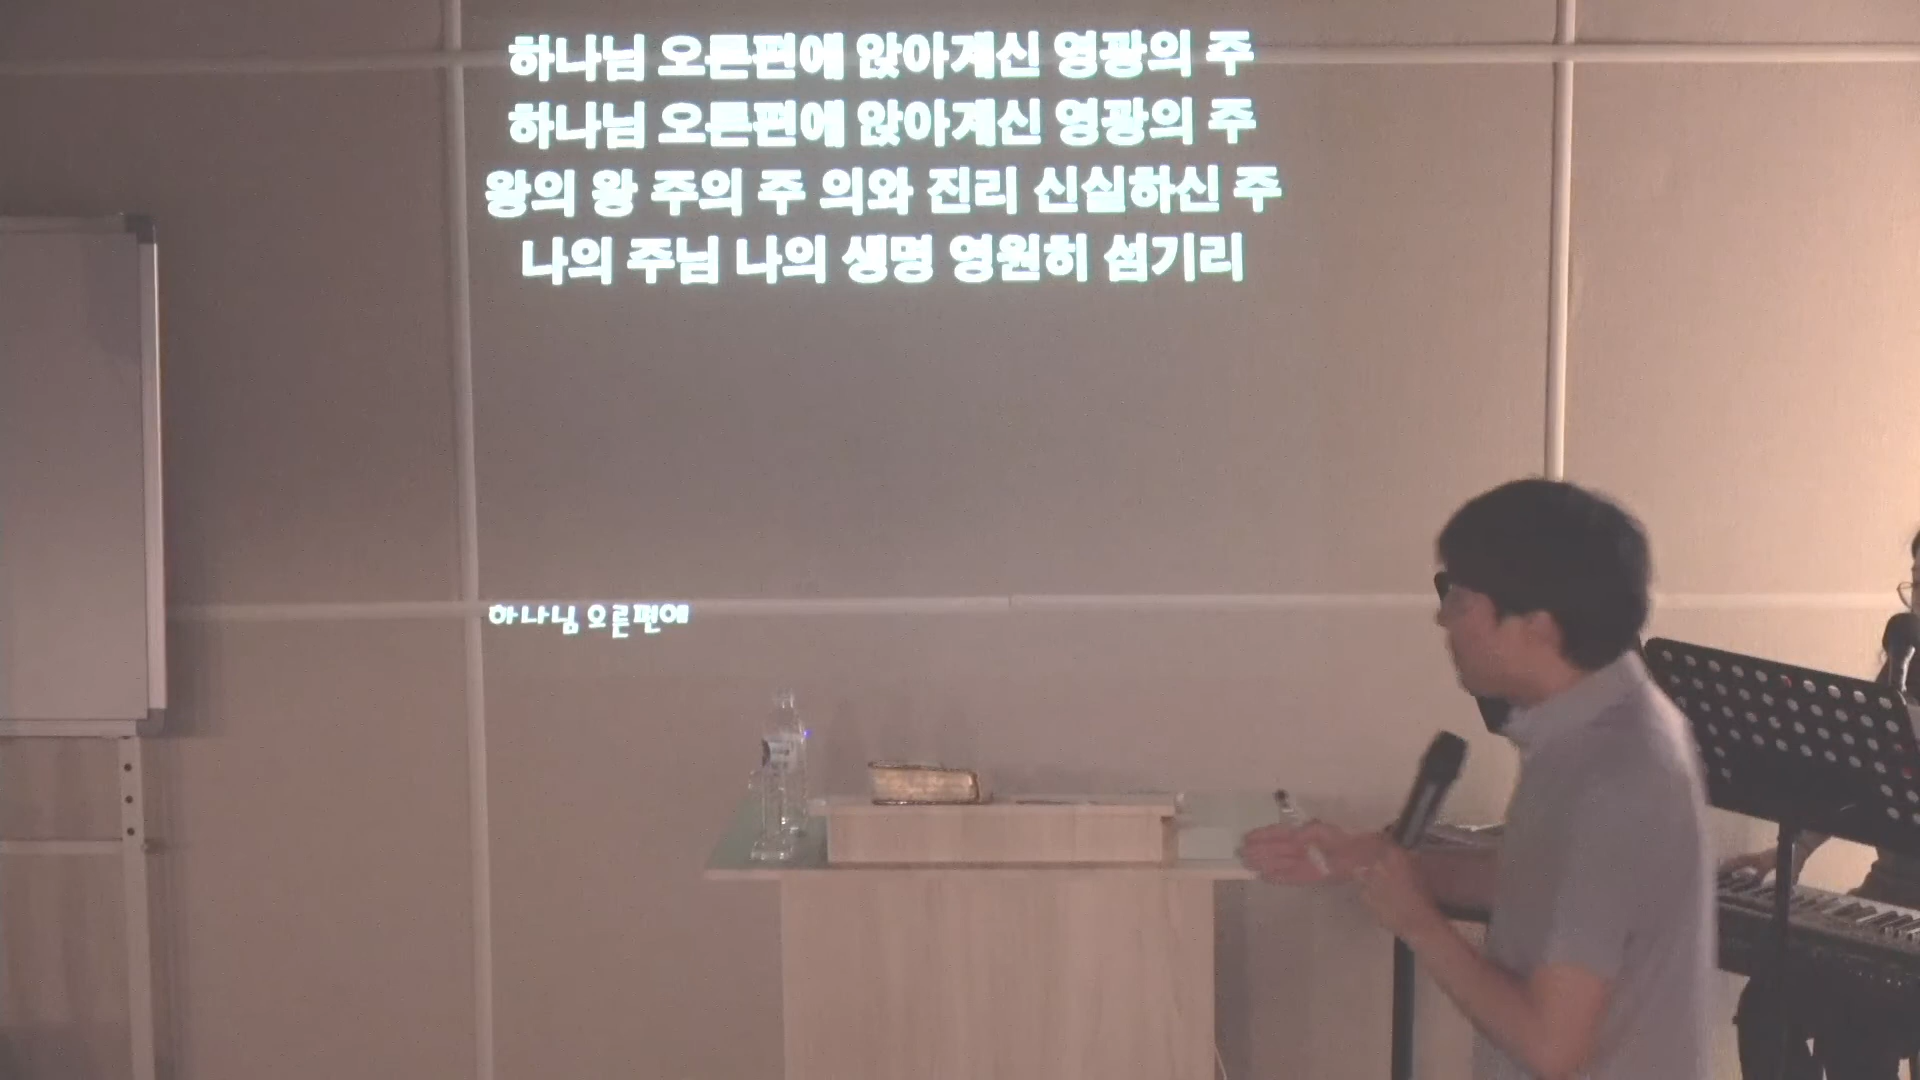 하나님 오른편에 앉아계신 영광의 주
하나님 오른편에 앉아계신 영광의 주
왕의 왕 주의 주 의와 진리 신실하신 주
나의 주님 나의 생명 영원히 섬기리
하나님 오른편에